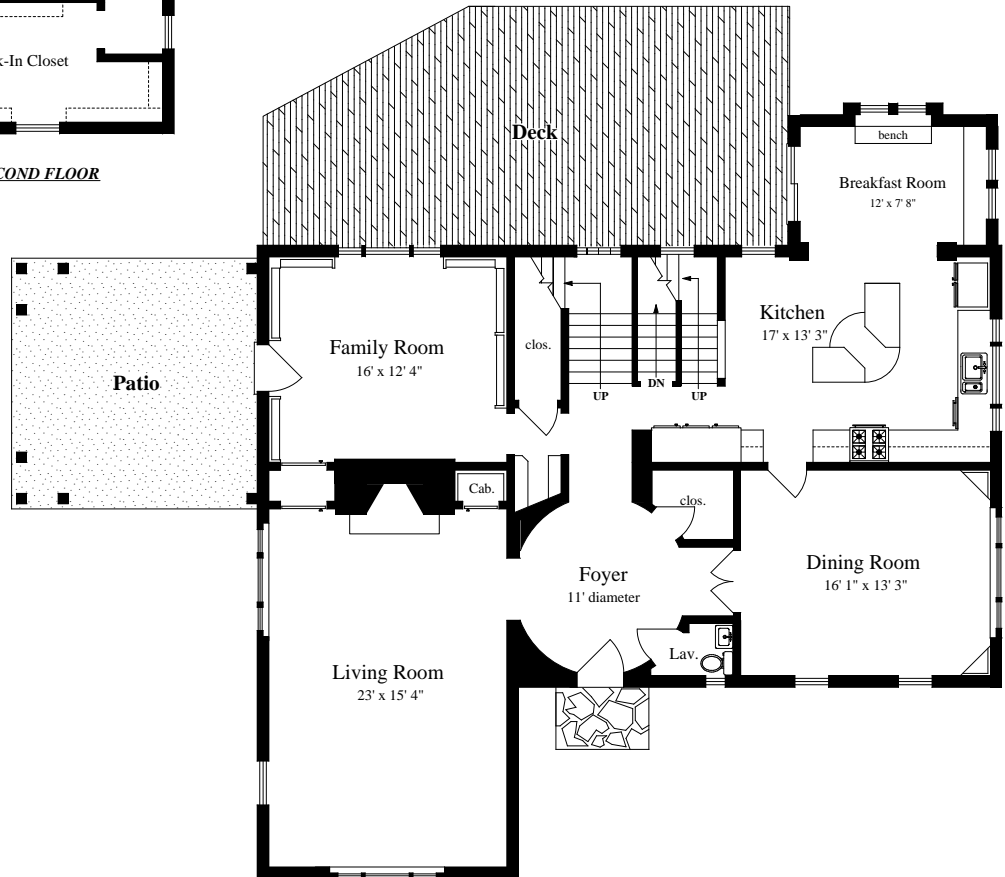 k-In Closet
COND FLOOR
Deck
bench
Breakfast Room
12' x 7' 8"
Kitchen
17' x 13' 3"
Family Room
16' x 12' 4"
clos.
Patio
UP
DN
UP
Cab.
clos.
Foyer
11' diameter
Dining Room
16' 1" x 13' 3"
Lav.
Living Room
23' x 15' 4"